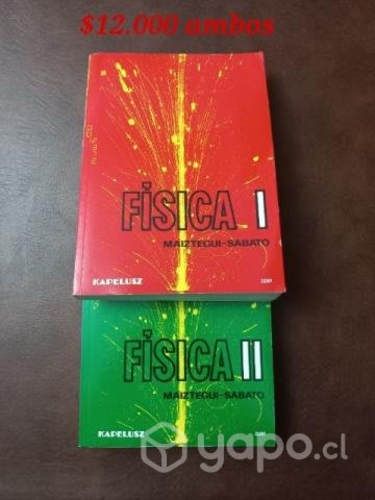 $12.000 ambos
FÍSICA I
MAIZTEGUI-SABATO
KAPELUSZ
FÍSICA II
MAIZTEGUI-SABATO
KAPELUSZ
yapo.cl